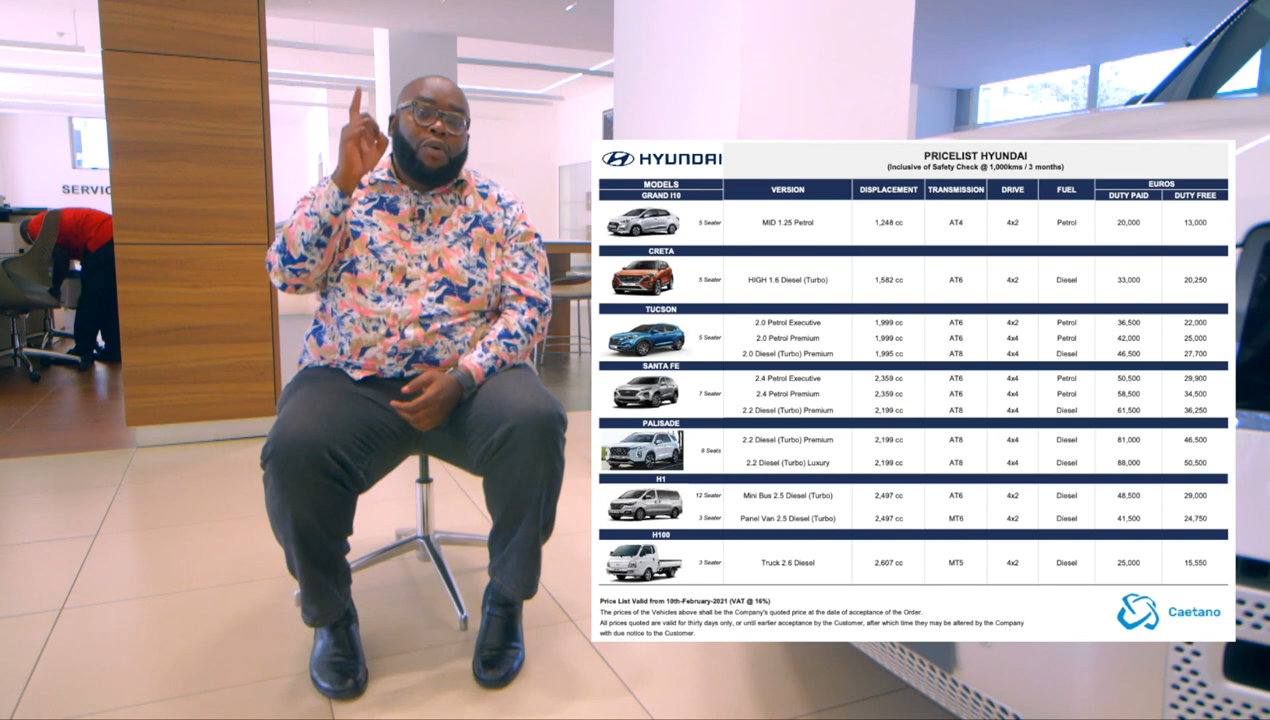 SERVIC
HYUNDAI
PRICELIST HYUNDAI
(Inclusive of Safety Check @ 1,000kms / 3 months)
MODELS VERSION DISPLACEMENT TRANSMISSION DRIVE FUEL EUROS
GRAND I10 DUTY PAID DUTY FREE
5 Seater MID 1.25 Petrol 1,248 cc AT4 4x2 Petrol 20,000 13,000
CRETA
5 Seater HIGH 1.6 Diesel (Turbo) 1,582 cc AT6 4x2 Diesel 33,000 20,250
TUCSON
2.0 Petrol Executive 1,999 cc AT6 4x2 Petrol 36,500 22,000
5 Seater 2.0 Petrol Premium 1,999 cc AT6 4x4 Petrol 42,000 25,000
2.0 Diesel (Turbo) Premium 1,995 cc AT8 4x4 Diesel 46,500 27,700
SANTA FE
2.4 Petrol Executive 2,359 cc AT6 4x4 Petrol 50,500 29,900
7 Seater 2.4 Petrol Premium 2,359 cc AT6 4x4 Petrol 58,500 34,500
2.2 Diesel (Turbo) Premium 2,199 cc AT8 4x4 Diesel 61,500 36,250
PALISADE
2.2 Diesel (Turbo) Premium 2,199 cc AT8 4x4 Diesel 81,000 46,500
Seats
2.2 Diesel (Turbo) Luxury 2,199 cc AT8 4x4 Diesel 88,000 50,500
H1
12 Seater Mini Bus 2.5 Diesel (Turbo) 2,497 cc AT6 4x2 Diesel 48,500 29,000
3 Seater Panel Van 2.5 Diesel (Turbo) 2,497 cc MT6 4x2 Diesel 41,500 24,750
H100
3 Seater Truck 2.6 Diesel 2,607 cc MT5 4x2 Diesel 25,000 15,550
Price List Valid from 10th-February-2021 (VAT @ 16%)
The prices of the Vehicles above shall be the Company's quoted price at the date of acceptance of the Order.
All prices quoted are valid for thirty days only, or until earlier acceptance by the Customer, after which time they may be altered by the Company
with due notice to the Customer.
Caetano